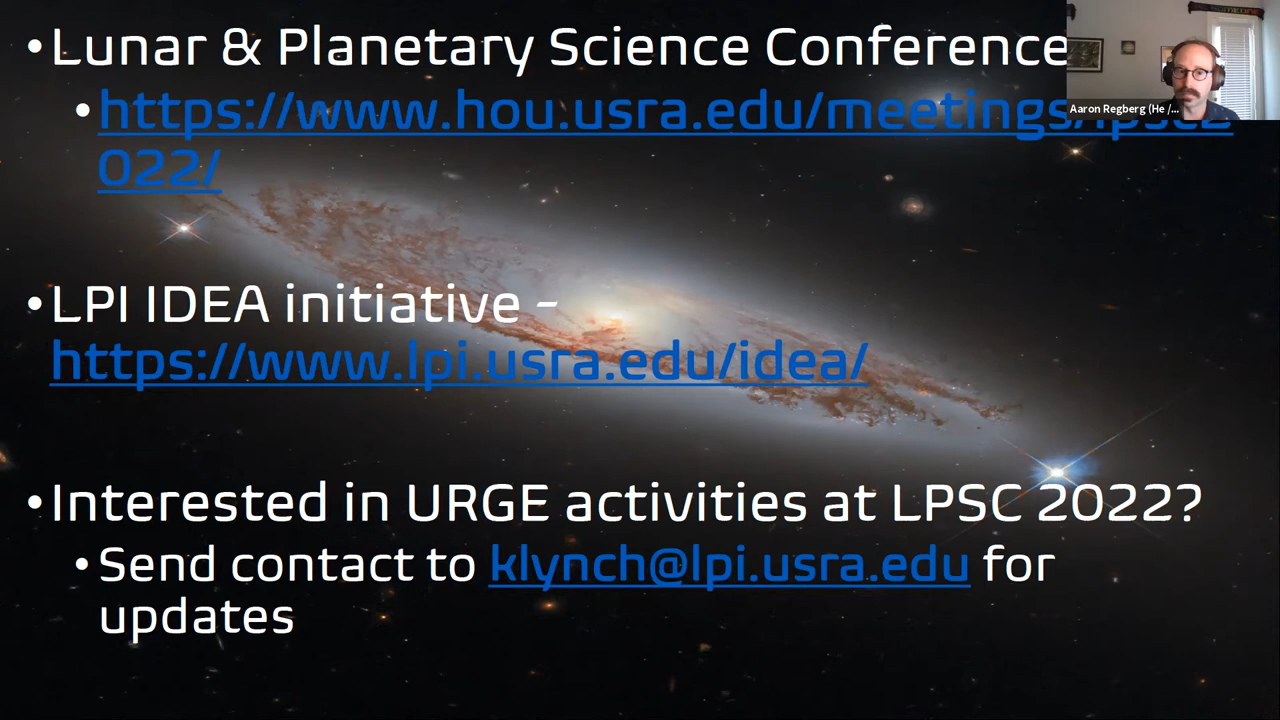 • Lunar & Planetary Science Conference
Aaron Regberg (He /...
• https://www.hou.usra.edu/meetings/lpsc2
022/
• LPI IDEA initiative –
https://www.lpi.usra.edu/idea/
• Interested in URGE activities at LPSC 2022?
• Send contact to klynch@lpi.usra.edu for
updates